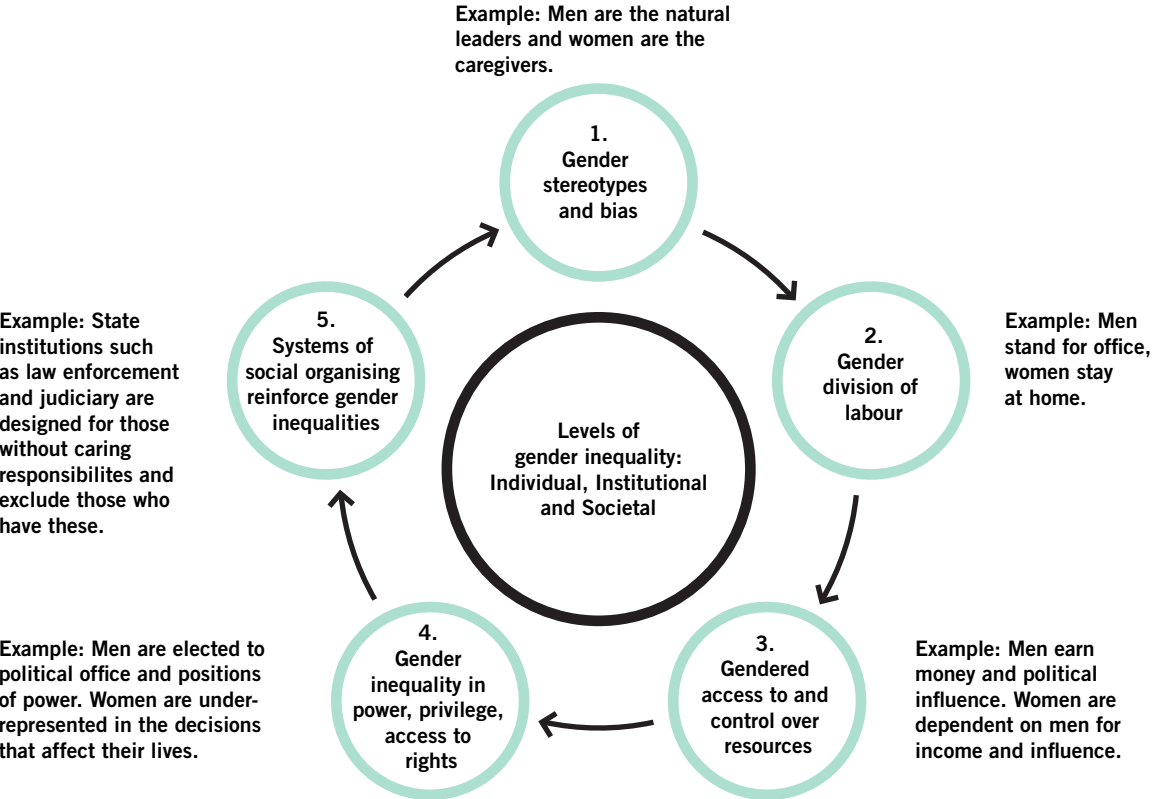 Example: Men are the natural
leaders and women are the
caregivers.
1.
Gender
stereotypes
and bias
2.
Gender
division of
labour
Example: Men
stand for office,
women stay
at home.
3.
Gendered
access to and
control over
resources
Example: Men earn
money and political
influence. Women are
dependent on men for
income and influence.
4.
Gender
inequality in
power, privilege,
access to
rights
Example: Men are elected to
political office and positions
of power. Women are under-
represented in the decisions
that affect their lives.
5.
Systems of
social organising
reinforce gender
inequalities
Example: State
institutions such
as law enforcement
and judiciary are
designed for those
without caring
responsibilites and
exclude those who
have these.
Levels of
gender inequality:
Individual, Institutional
and Societal